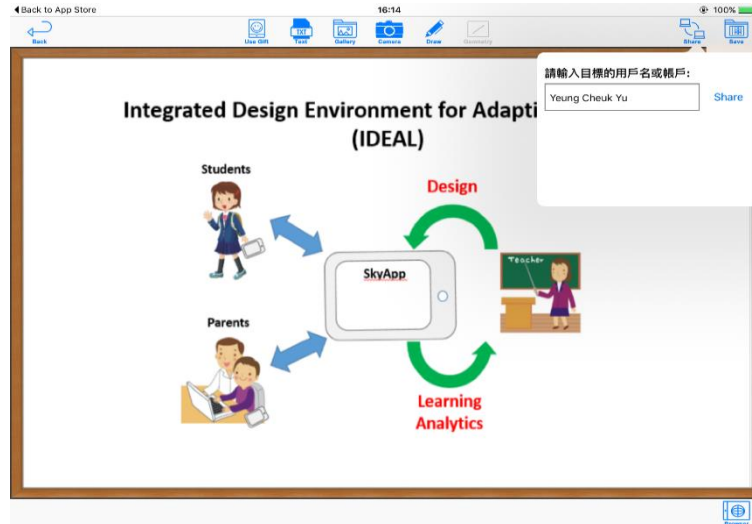 Back to App Store
16:14
100%
Back
Use Gift
Text
Gallery
Camera
Draw
Share
Save
TXT
請輸入目標的用戶名或帳戶:
Yeung Cheuk Yu
Share
Integrated Design Environment for Adapti
(IDEAL)
Students
Design
SkyApp
Teacher
Parents
Learning
Analytics